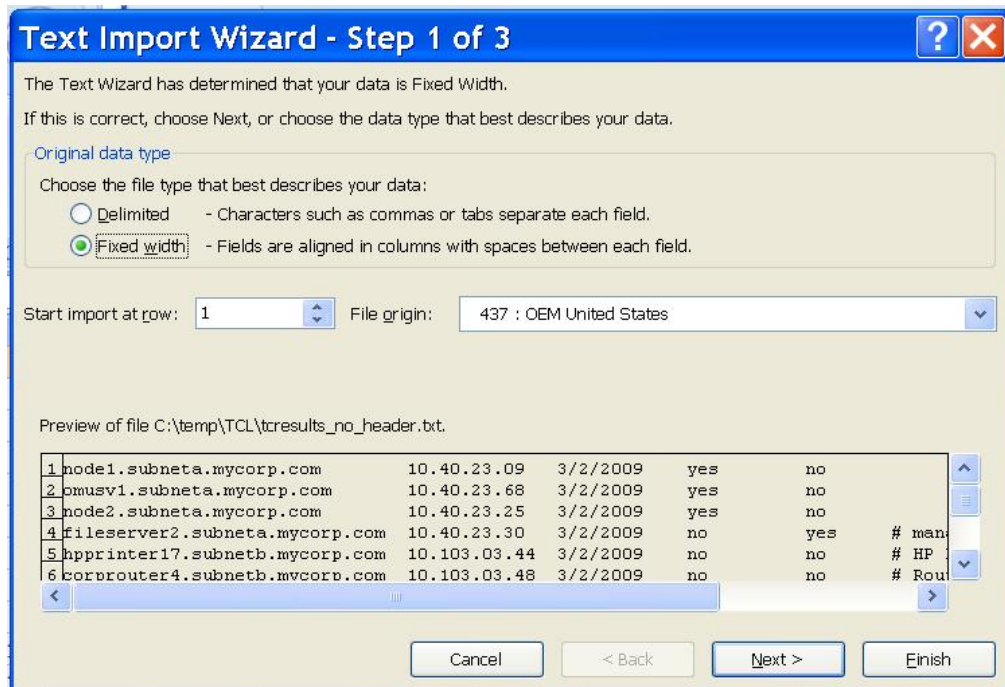 Text Import Wizard - Step 1 of 3
The Text Wizard has determined that your data is Fixed Width.
If this is correct, choose Next, or choose the data type that best describes your data.
Original data type
Choose the file type that best describes your data:
Delimited - Characters such as commas or tabs separate each field.
Fixed width - Fields are aligned in columns with spaces between each field.
Start import at row: 1 File origin: 437 : OEM United States
Preview of file C:\temp\TCL\tcresults_no_header.txt.
1 node1.subneta.mycorp.com 10.40.23.09 3/2/2009 yes no
2 omusv1.subneta.mycorp.com 10.40.23.68 3/2/2009 yes no
3 node2.subneta.mycorp.com 10.40.23.25 3/2/2009 yes no
4 fileserver2.subneta.mycorp.com 10.40.23.30 3/2/2009 no yes # mana
5 hpprinter17.subnetb.mycorp.com 10.103.03.44 3/2/2009 no no # HP
6 corprouter4.subnetb.mycorp.com 10.103.03.48 3/2/2009 no no # Rout
Cancel < Back Next > Finish